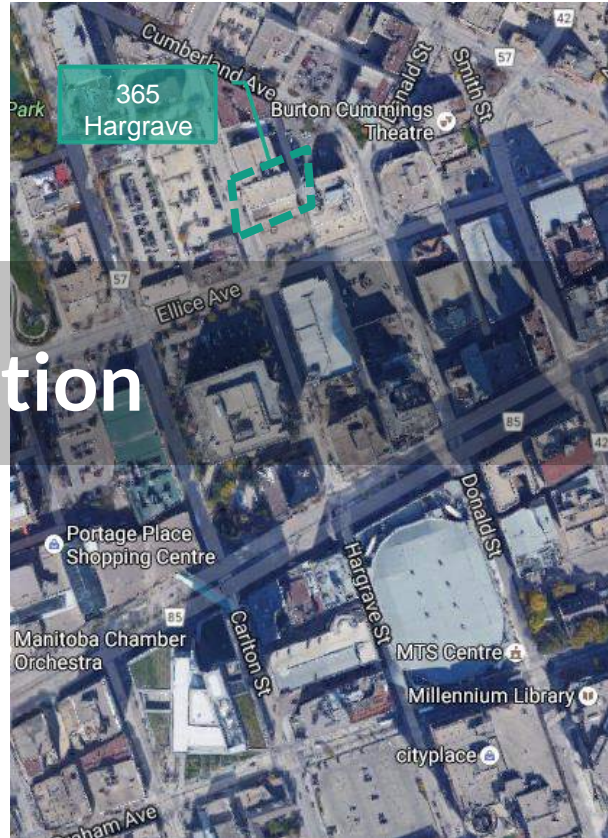 42
Cumberland Ave
57
Smith St
365
Hargrave
Park
Burton Cummings
Theatre
57
Ellice Ave
tion
85
42
Donald St
Portage Place
Shopping Centre
Hargrave St
85
Carlton St
Manitoba Chamber
Orchestra
MTS Centre
Millennium Library
cityplace